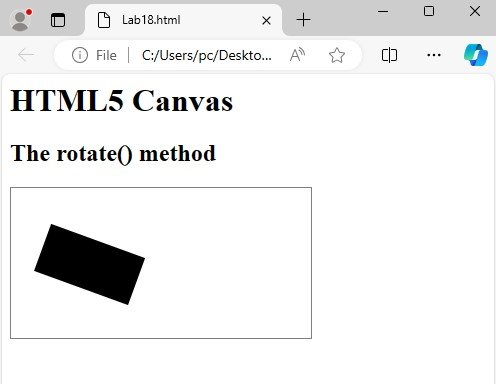 Lab18.html
File | C:/Users/pc/Deskto...
HTML5 Canvas
The rotate() method